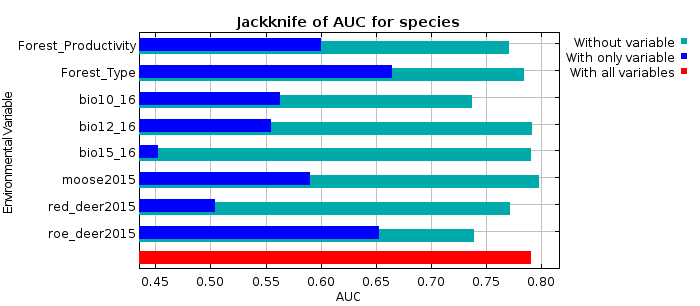 Jackknife of AUC for species
Forest_Productivity
Forest_Type
bio10_16
bio12_16
bio15_16
moose2015
red_deer2015
roe_deer2015
Environmental Variable
0.45 0.50 0.55 0.60 0.65 0.70 0.75 0.80
AUC
Without variable
With only variable
With all variables